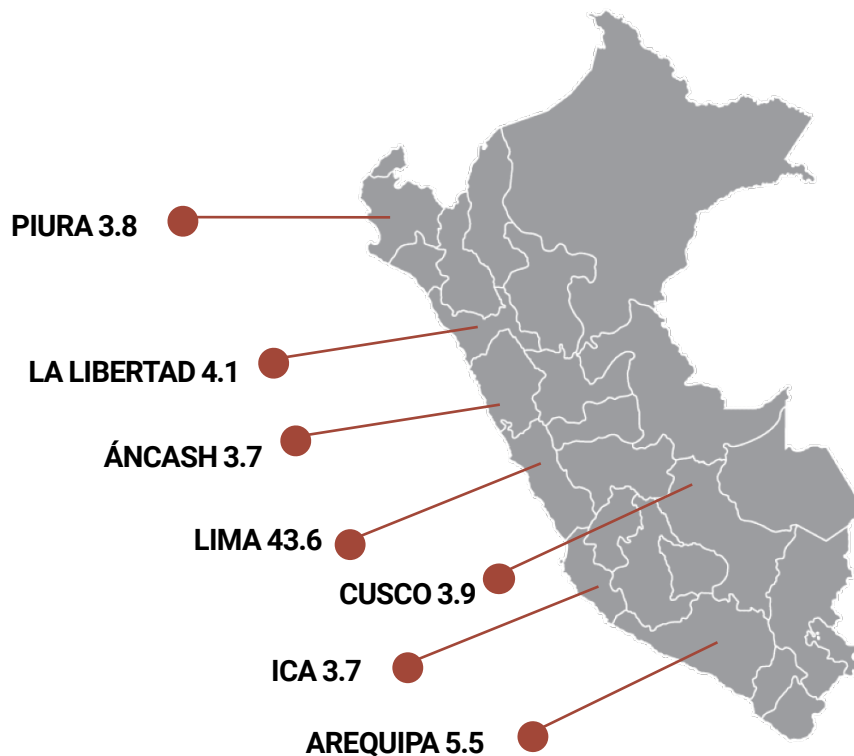 PIURA 3.8
LA LIBERTAD 4.1
ÁNCASH 3.7
LIMA 43.6
CUSCO 3.9
ICA 3.7
AREQUIPA 5.5